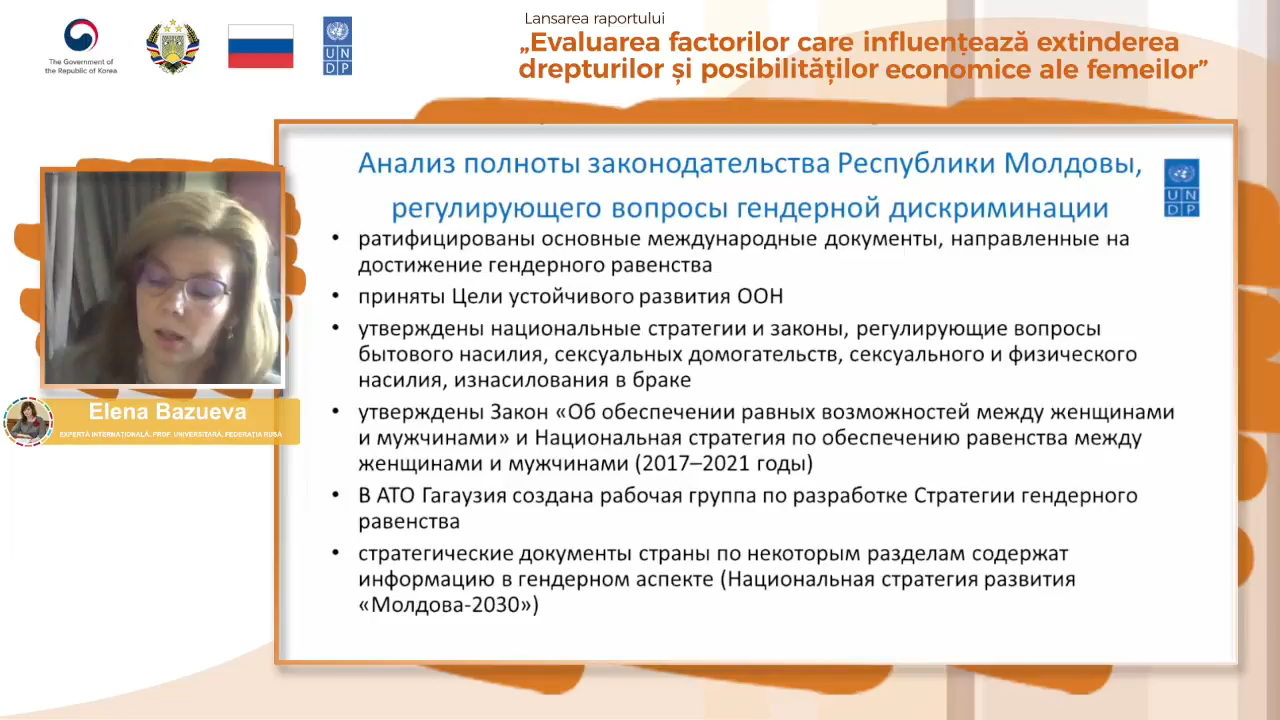 Lansarea raportului
„Evaluarea factorilor care influențează extinderea
drepturilor și posibilităților economice ale femeilor”
The Government of
the Republic of Korea
U N
D P
Анализ полноты законодательства Республики Молдовы,
регулирующего вопросы гендерной дискриминации
U N
D P
• ратифицированы основные международные документы, направленные на
достижение гендерного равенства
• приняты Цели устойчивого развития ООН
• утверждены национальные стратегии и законы, регулирующие вопросы
бытового насилия, сексуальных домогательств, сексуального и физического
насилия, изнасилования в браке
• утверждены Закон «Об обеспечении равных возможностей между женщинами
и мужчинами» и Национальная стратегия по обеспечению равенства между
женщинами и мужчинами (2017–2021 годы)
• В АТО Гагаузия создана рабочая группа по разработке Стратегии гендерного
равенства
• стратегические документы страны по некоторым разделам содержат
информацию в гендерном аспекте (Национальная стратегия развития
«Молдова-2030»)
Elena Bazueva
EXPERTĂ INTERNAȚIONALĂ, PROF. UNIVERSITARĂ, FEDERAȚIA RUSĂ